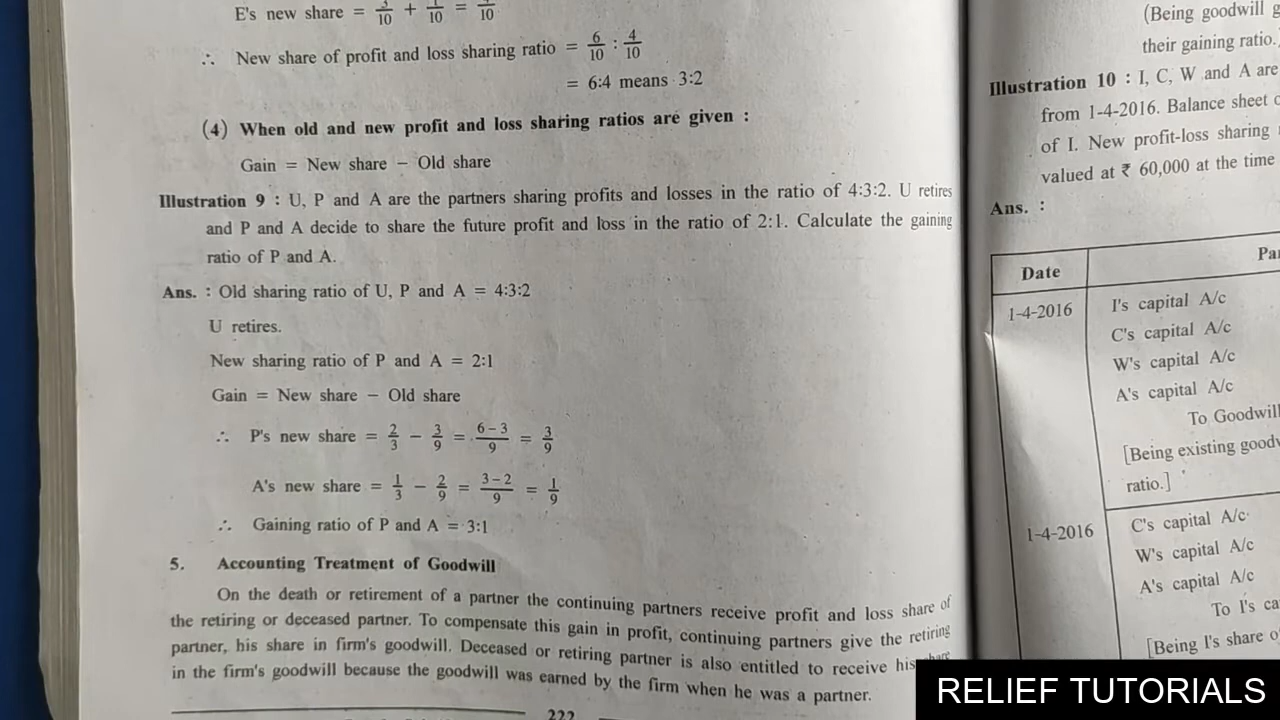 E's new share = 3/10 + 1/10 = 4/10
∴ New share of profit and loss sharing ratio = 6/10 : 4/10
= 6:4 means 3:2
(4) When old and new profit and loss sharing ratios are given :
Gain = New share − Old share
Illustration 9 : U, P and A are the partners sharing profits and losses in the ratio of 4:3:2. U retires
and P and A decide to share the future profit and loss in the ratio of 2:1. Calculate the gaining
ratio of P and A.
Ans. : Old sharing ratio of U, P and A = 4:3:2
U retires.
New sharing ratio of P and A = 2:1
Gain = New share − Old share
∴ P's new share = 2/3 − 3/9 = 6−3/9 = 3/9
A's new share = 1/3 − 2/9 = 3−2/9 = 1/9
∴ Gaining ratio of P and A = 3:1
5. Accounting Treatment of Goodwill
On the death or retirement of a partner the continuing partners receive profit and loss share of
the retiring or deceased partner. To compensate this gain in profit, continuing partners give the retiring
partner, his share in firm's goodwill. Deceased or retiring partner is also entitled to receive his share
in the firm's goodwill because the goodwill was earned by the firm when he was a partner.
222
(Being goodwill
their gaining ratio.
Illustration 10 : I, C, W and A are
from 1-4-2016. Balance sheet
of I. New profit-loss sharing
valued at ₹ 60,000 at the time
Ans. :
Date
1-4-2016
I's capital A/c
C's capital A/c
W's capital A/c
A's capital A/c
To Goodwill
[Being existing
ratio.]
1-4-2016
C's capital A/c
W's capital A/c
A's capital A/c
To I's
[Being I's share
RELIEF TUTORIALS